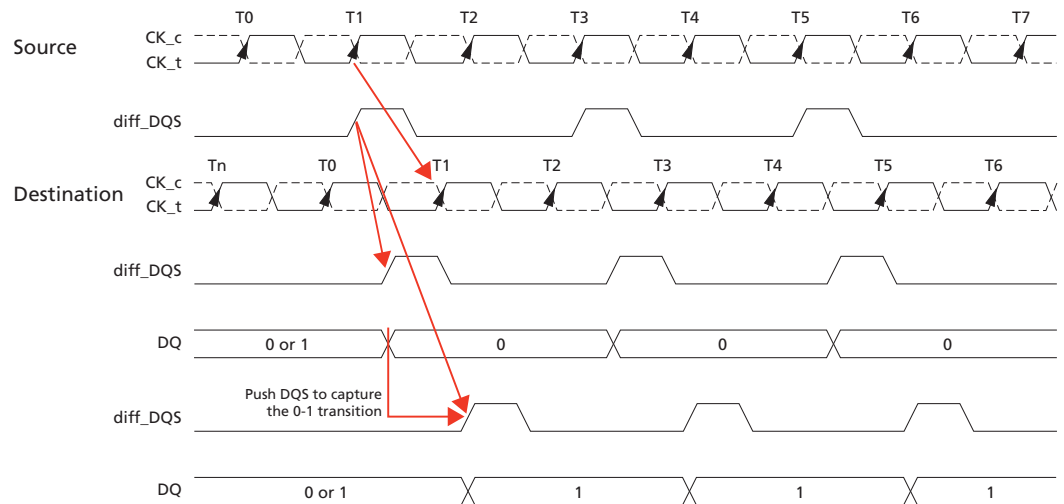 T0 T1 T2 T3 T4 T5 T6 T7
Source
CK_c
CK_t
diff_DQS
Tn T0 T1 T2 T3 T4 T5 T6
Destination
CK_c
CK_t
diff_DQS
DQ 0 or 1 0 0 0
Push DQS to capture
the 0-1 transition
diff_DQS
DQ 0 or 1 1 1 1